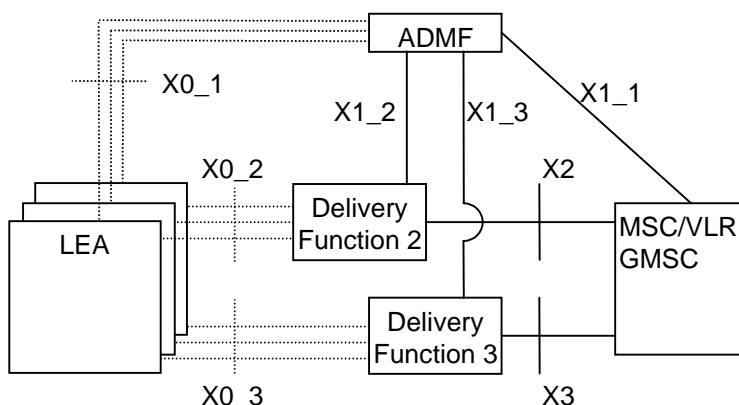 ADMF
X0_1
X1_2
X1_3
X1_1
X0_2
X2
Delivery
Function 2
MSC/VLR
GMSC
LEA
Delivery
Function 3
X0_3
X3